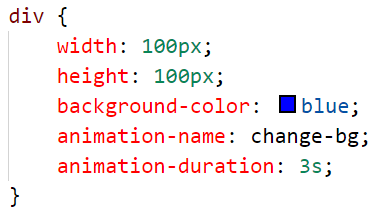 div {
    width: 100px;
    height: 100px;
    background-color: blue;
    animation-name: change-bg;
    animation-duration: 3s;
}